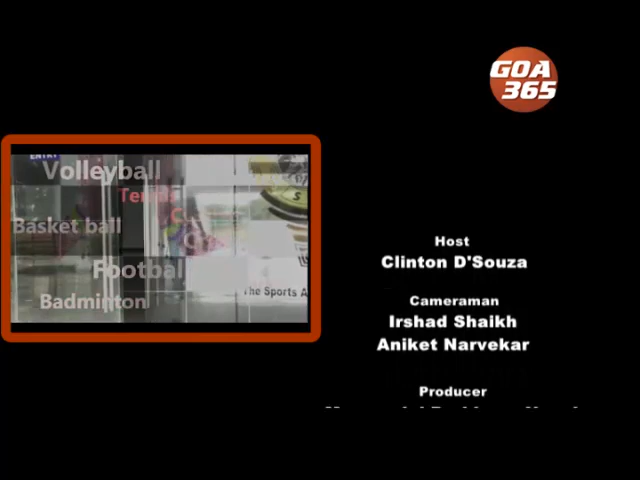 GOA
365
ENTRY
Volleyball
Tennis
Basket ball
Football
Badminton
The Sports A
Host
Clinton D'Souza
Cameraman
Irshad Shaikh
Aniket Narvekar
Producer